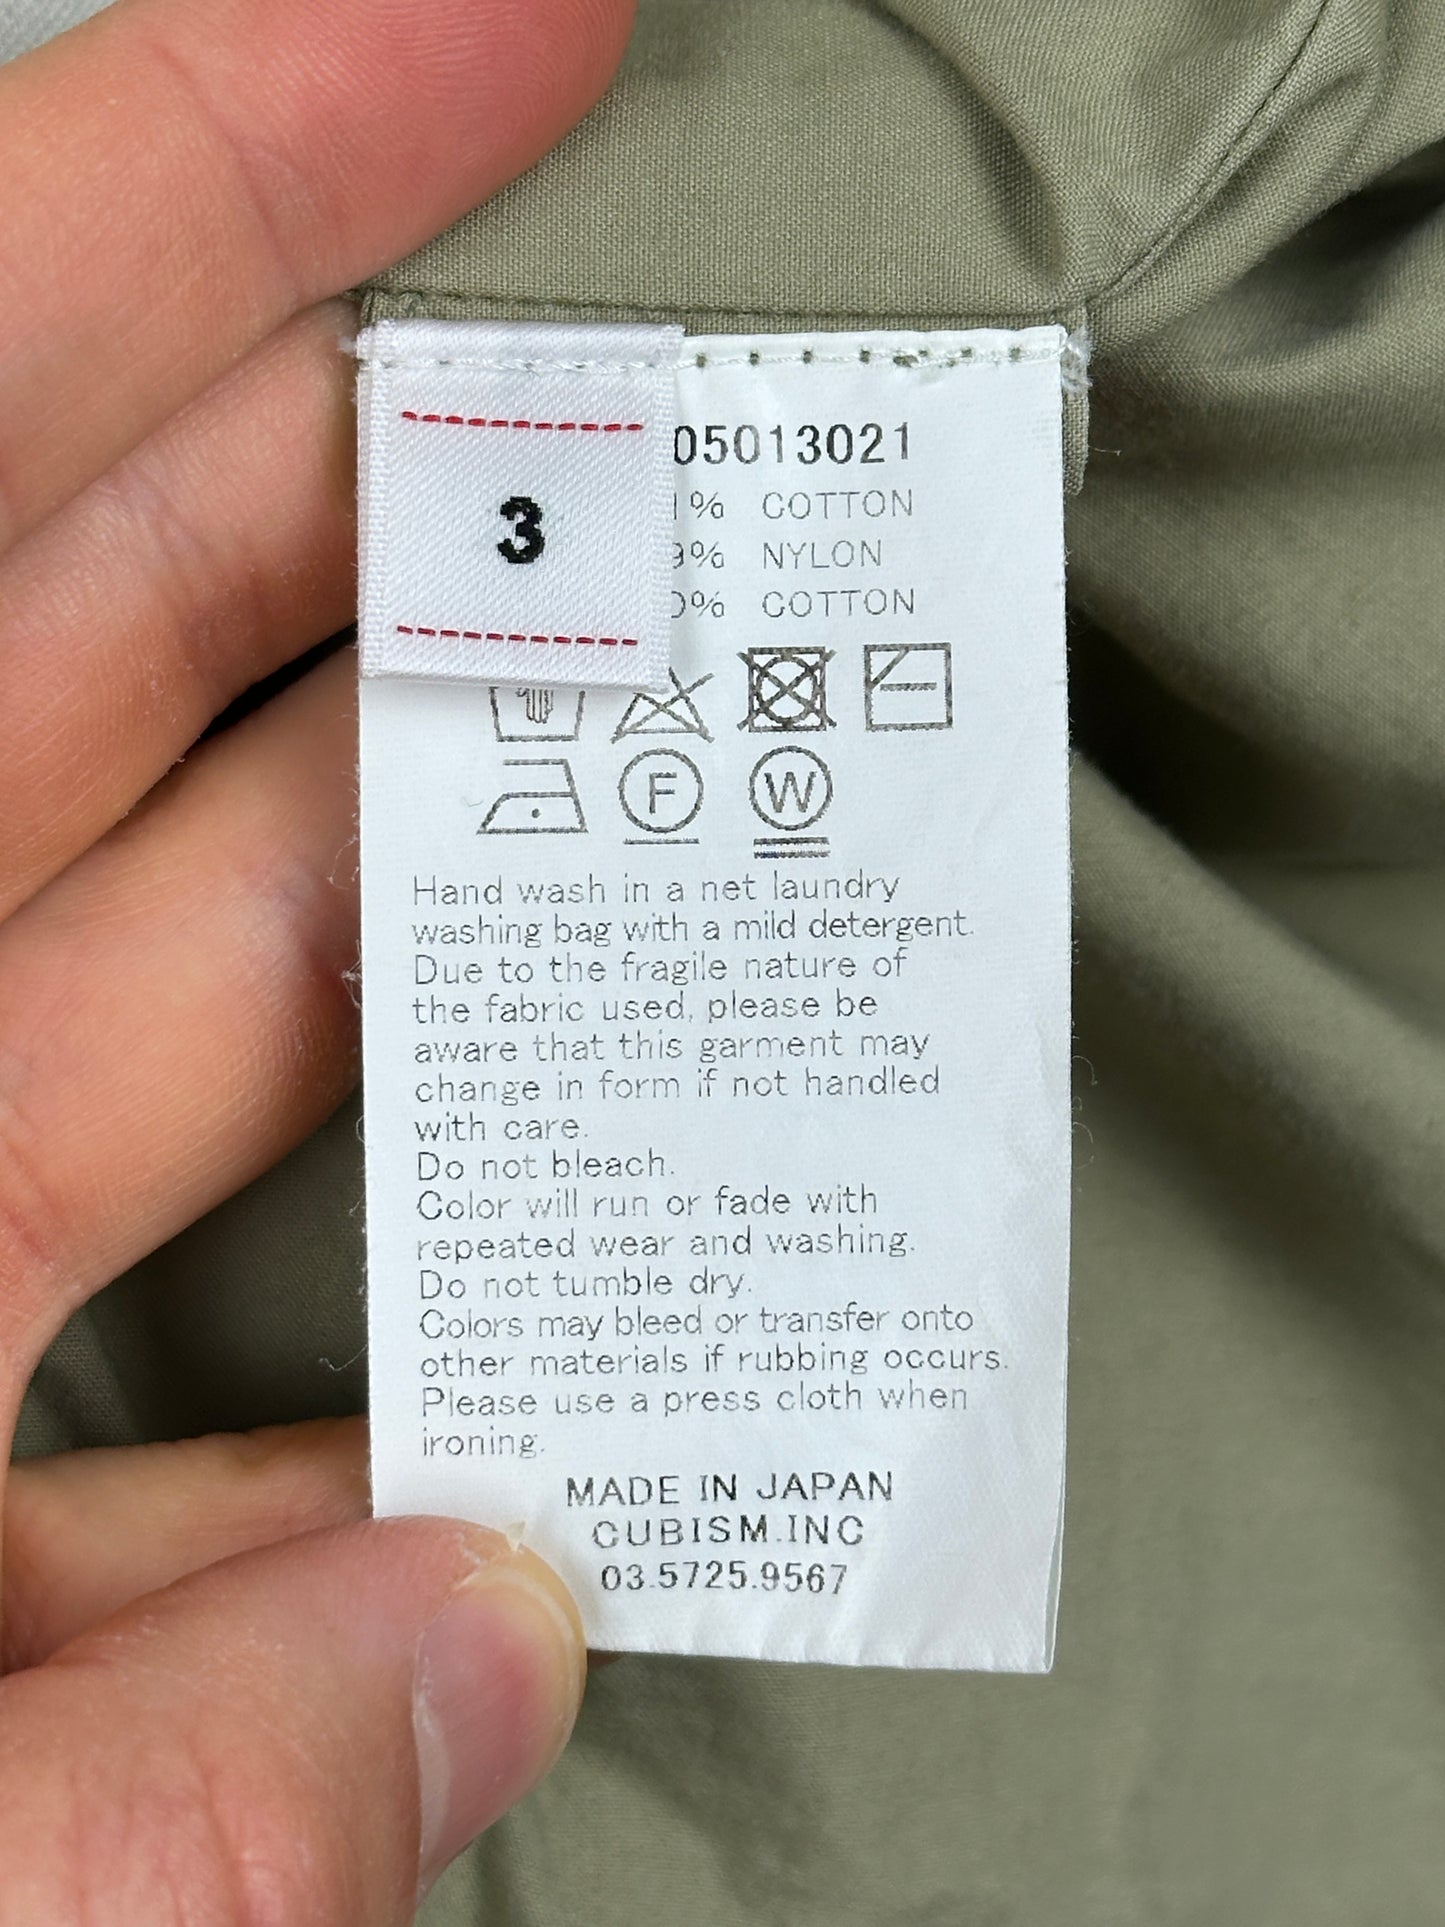 3
05013021
% COTTON
% NYLON
% COTTON
F W
Hand wash in a net laundry
washing bag with a mild detergent.
Due to the fragile nature of
the fabric used, please be
aware that this garment may
change in form if not handled
with care.
Do not bleach.
Color will run or fade with
repeated wear and washing.
Do not tumble dry.
Colors may bleed or transfer onto
other materials if rubbing occurs.
Please use a press cloth when
ironing.
MADE IN JAPAN
CUBISM.INC
03.5725.9567